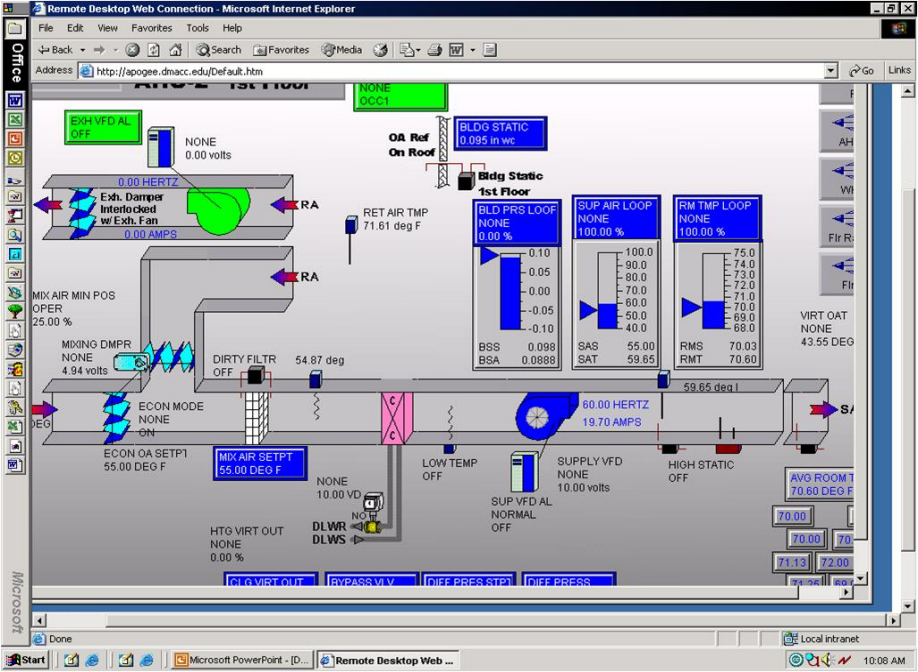 Remote Desktop Web Connection - Microsoft Internet Explorer
File Edit View Favorites Tools Help
Back Search Favorites Media
Address http://apogee.dmacc.edu/Default.htm Go Links
Office
1st Floor
NONE
OCC1
EXH VFD AL
OFF
NONE
0.00 volts
OA Ref
On Roof
BLDG STATIC
0.095 in wc
Bldg Static
1st Floor
AH
0.00 HERTZ
Exh. Damper
Interlocked
w/ Exh. Fan
0.00 AMPS
RA
RET AIR TMP
71.61 deg F
BLD PRS LOOF
NONE
0.00 %
0.10
0.05
0.00
-0.05
-0.10
BSS 0.098
BSA 0.0888
SUP AIR LOOP
NONE
100.00 %
100.0
90.0
80.0
70.0
60.0
50.0
40.0
SAS 55.00
SAT 59.65
RM TMP LOOP
NONE
100.00 %
75.0
74.0
73.0
72.0
71.0
70.0
69.0
68.0
RMS 70.03
RMT 70.60
Flr R
RA
MIX AIR MIN POS
OPER
25.00 %
VIRT OAT
NONE
43.55 DEG
MIXING DMPR
NONE
4.94 volts
DIRTY FILTR
OFF
54.87 deg
59.65 deg
DEG
ECON MODE
NONE
ON
C
C
60.00 HERTZ
19.70 AMPS
SA
ECON OA SETPT
55.00 DEG F
MIX AIR SETPT
55.00 DEG F
LOW TEMP
OFF
SUPPLY VFD
NONE
10.00 volts
HIGH STATIC
OFF
NONE
10.00 VD
NO
SUP VFD AL
NORMAL
OFF
AVG ROOM T
70.60 DEG F
HTG VIRT OUT
NONE
0.00 %
DLWR
DLWS
70.00
70.00 70.
71.13 72.00
71.25
CLG VIRT OUT BYPASS VLV DIFF PRES STPT DIFF PRESS
Microsoft
Done Local intranet
Start Microsoft PowerPoint - [D... Remote Desktop Web ... 10:08 AM